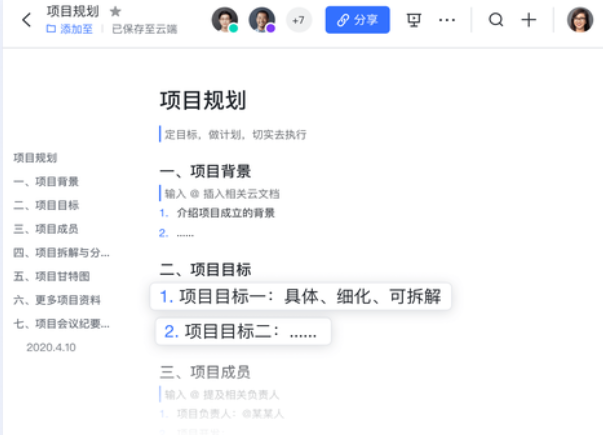 项目规划
添加至
已保存至云端
+7
分享
项目规划
定目标，做计划，切实去执行
项目规划
一、项目背景
二、项目目标
三、项目成员
四、项目拆解与分...
五、项目甘特图
六、更多项目资料
七、项目会议纪要...
2020.4.10
一、项目背景
输入 @ 插入相关云文档
1. 介绍项目成立的背景
2. ......
二、项目目标
1. 项目目标一：具体、细化、可拆解
2. 项目目标二：......
三、项目成员
输入 @ 提及相关负责人
1. 项目负责人：@某某人